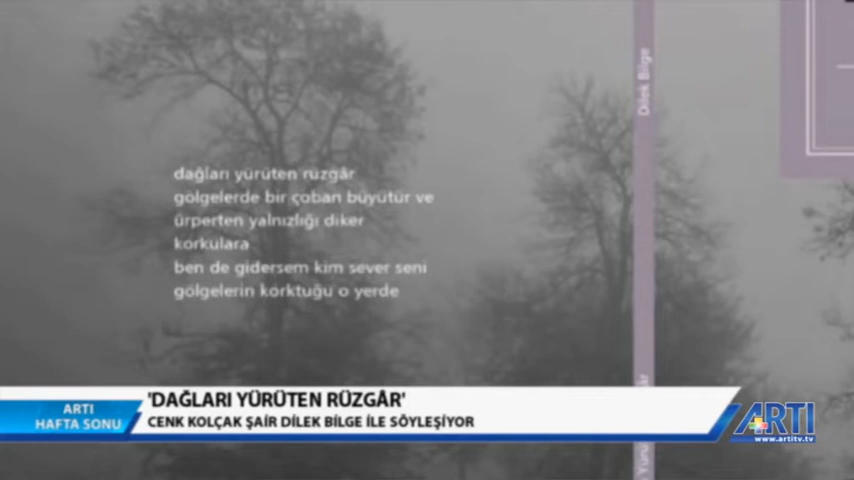 dağları yürüten rüzgâr
gölgelerde bir çoban büyütür ve
ürperten yalnızlığı diker
korkulara
ben de gidersem kim sever seni
gölgelerin korktuğu o yerde
Dilek Bilge
'DAĞLARI YÜRÜTEN RÜZGÂR'
CENK KOLÇAK ŞAİR DİLEK BİLGE İLE SÖYLEŞİYOR
ARTI
HAFTA SONU
ARTI
www.artitv.tv